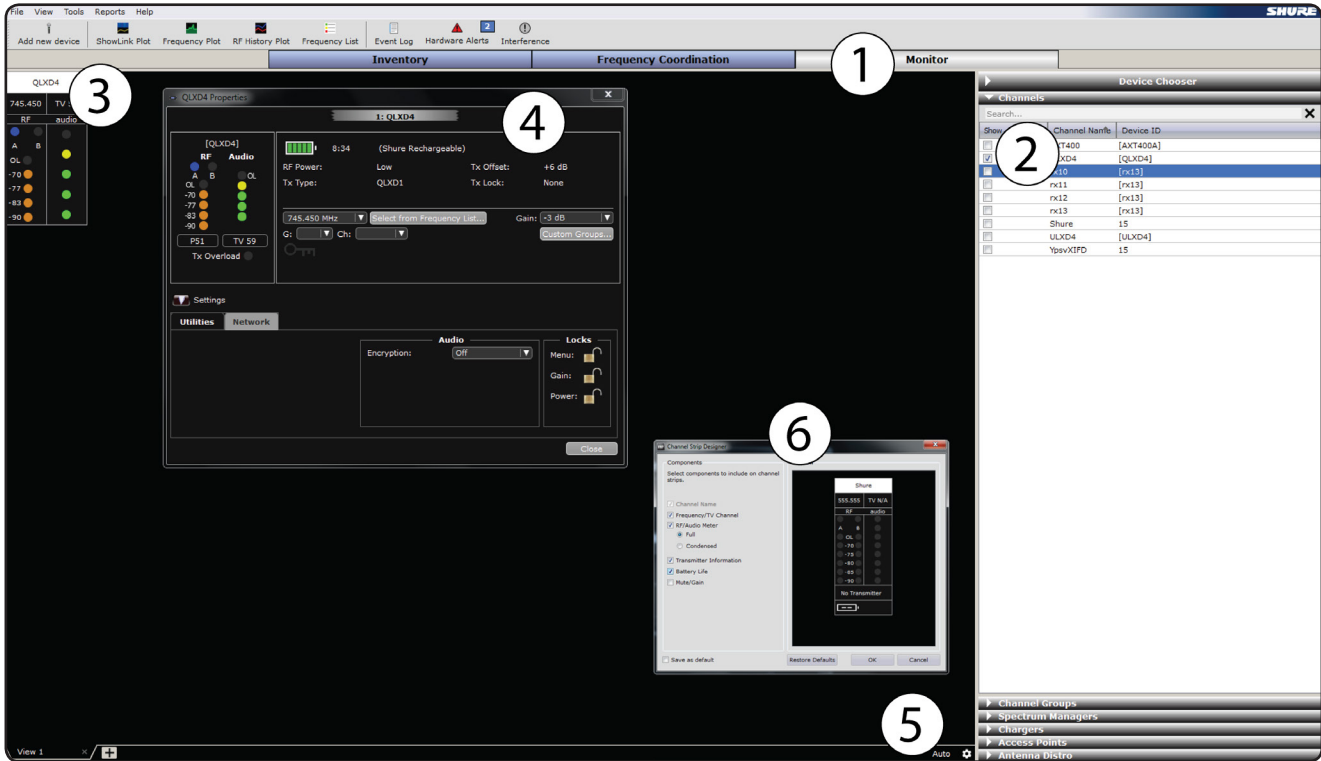 File View Tools Reports Help
SHURE
Add new device ShowLink Plot Frequency Plot RF History Plot Frequency List Event Log Hardware Alerts 2 Interference
Inventory Frequency Coordination 1 Monitor
QLXD4
3
745.450 TV
RF audio
A B
OL
-70
-77
-83
-90
QLXD4 Properties x
4
1: QLXD4
[QLXD4]
RF Audio
A B
OL OL
-70
-77
-83
-90
P51 TV 59
Tx Overload
8:34 (Shure Rechargeable)
RF Power: Low Tx Offset: +6 dB
Tx Type: QLXD1 Tx Lock: None
745.450 MHz Select from Frequency List... Gain: -3 dB
G: Ch: Custom Groups...
Settings
Utilities Network
Audio
Encryption: Off
Locks
Menu:
Gain:
Power:
Close
6
Channel Strip Designer
Components
Select components to include on channel
strips.
Channel Name
Frequency/TV Channel
RF/Audio Meter
Full
Condensed
Transmitter Information
Battery Life
Mute/Gain
Shure
555.555 TV N/A
RF audio
A B
OL
-70
-75
-80
-85
-90
No Transmitter
--
Save as default Restore Defaults OK Cancel
Device Chooser
Channels
Search... X
2
Show Channel Name Device ID
XT400 [AXT400A]
XD4 [QLXD4]
x10 [rx13]
rx11 [rx13]
rx12 [rx13]
rx13 [rx13]
Shure 15
ULXD4 [ULXD4]
YpsvXIFD 15
Channel Groups
Spectrum Managers
Chargers
Access Points
Antenna Distro
5
View 1 × + Auto